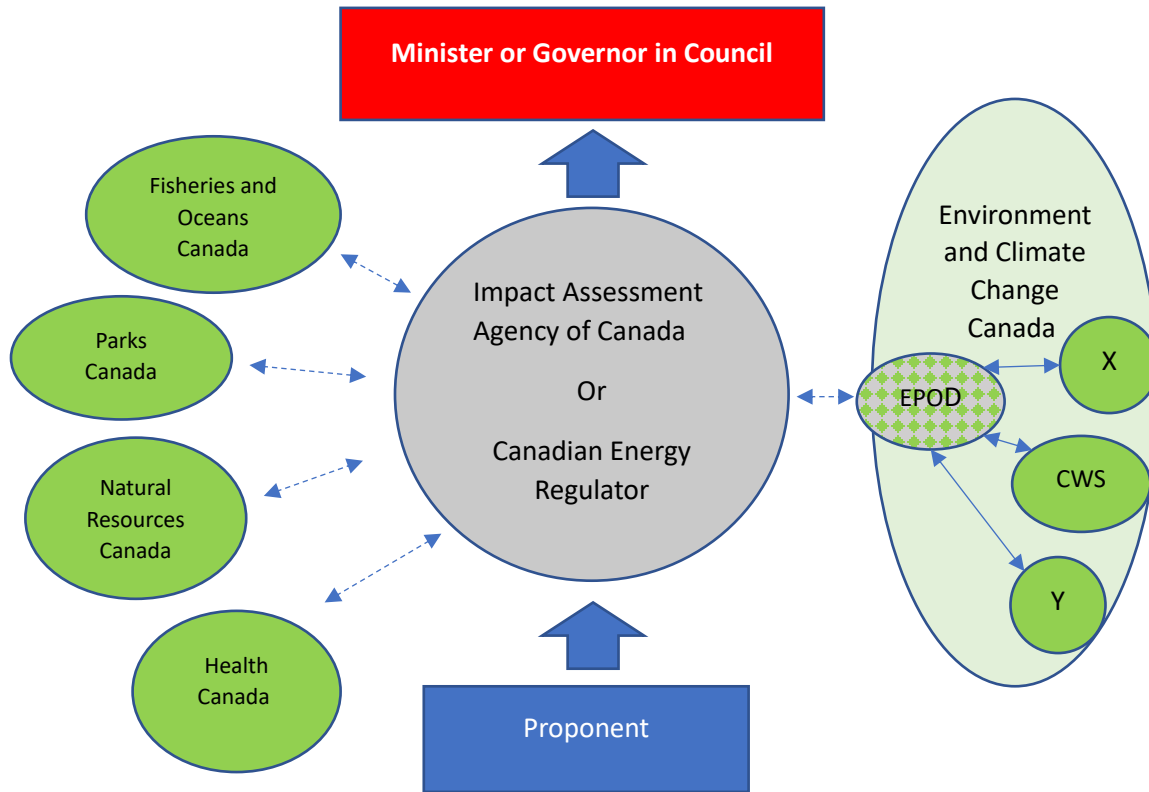 Minister or Governor in Council
Fisheries and
Oceans
Canada
Parks
Canada
Natural
Resources
Canada
Health
Canada
Impact Assessment
Agency of Canada
Or
Canadian Energy
Regulator
Environment
and Climate
Change
Canada
EPOD
X
CWS
Y
Proponent